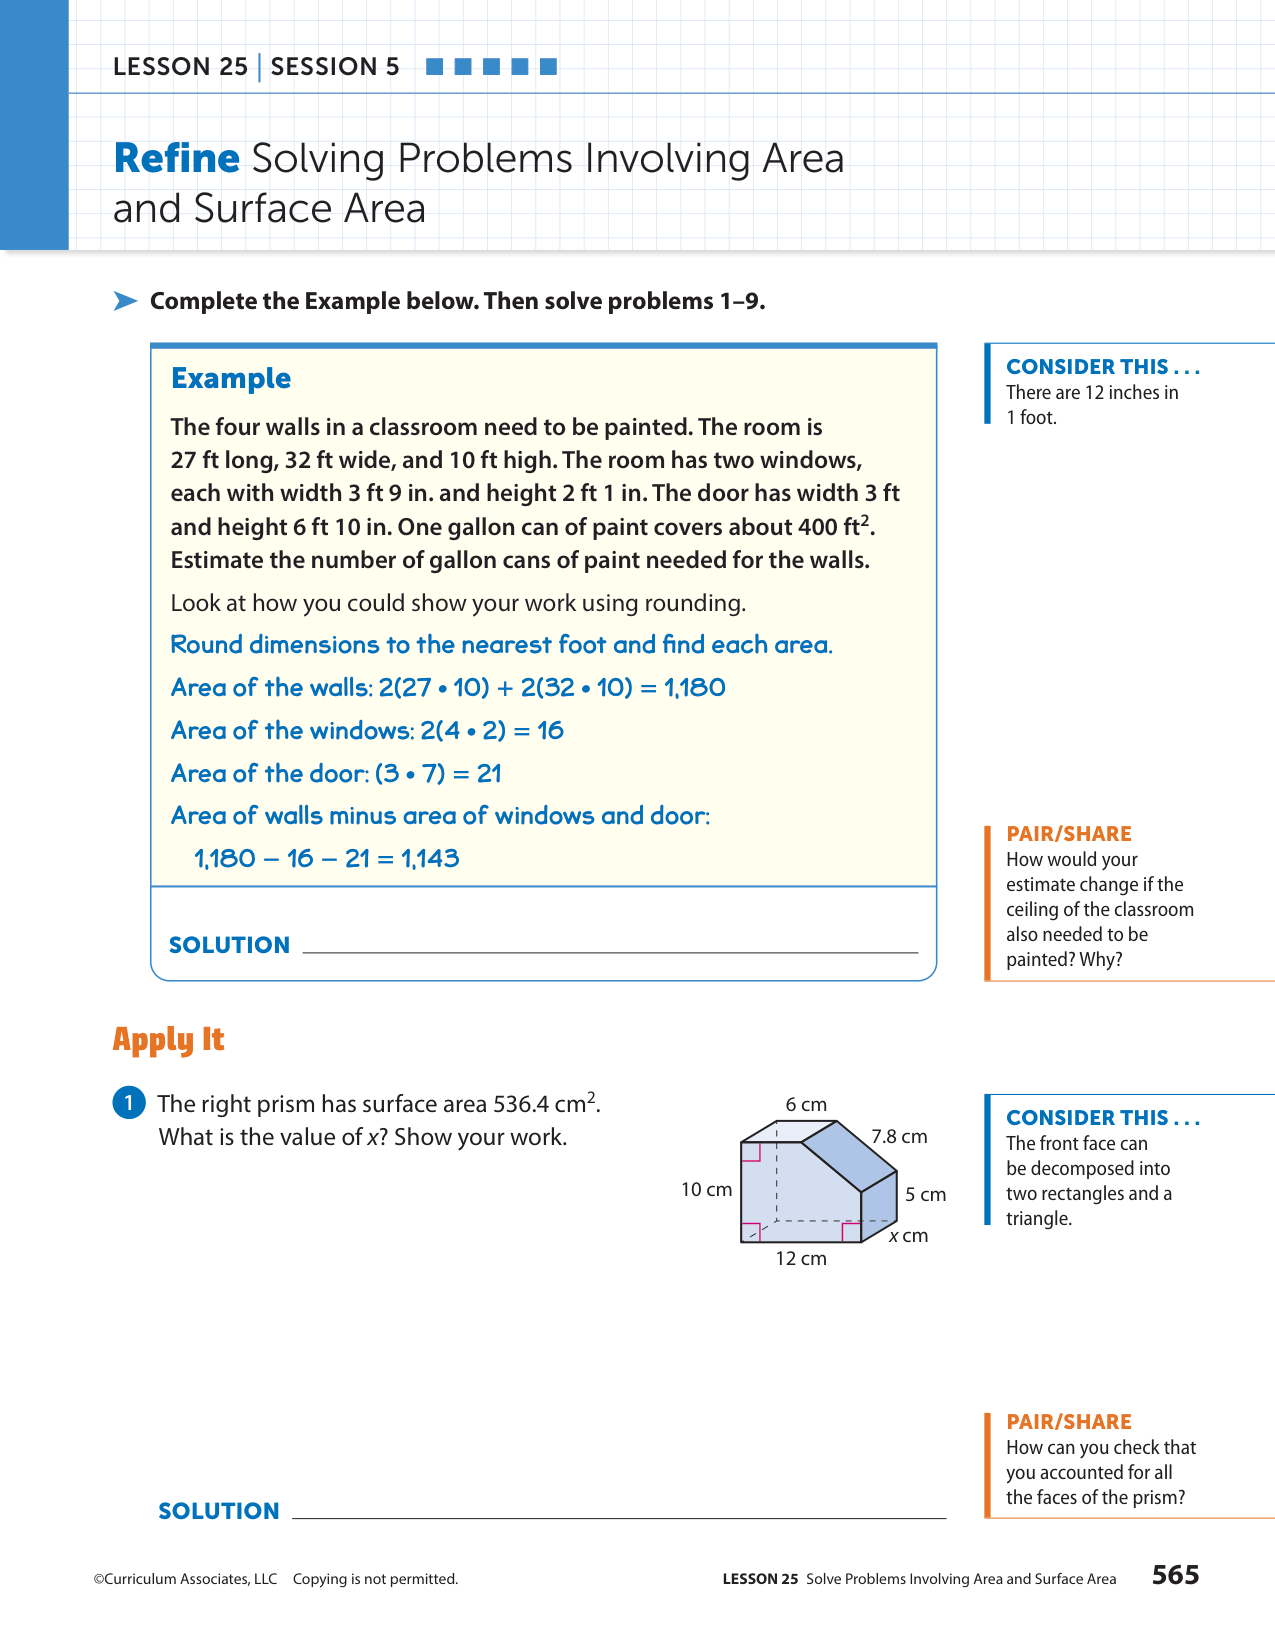 LESSON 25 | SESSION 5
Refine Solving Problems Involving Area
and Surface Area
Complete the Example below. Then solve problems 1–9.
Example
The four walls in a classroom need to be painted. The room is
27 ft long, 32 ft wide, and 10 ft high. The room has two windows,
each with width 3 ft 9 in. and height 2 ft 1 in. The door has width 3 ft
and height 6 ft 10 in. One gallon can of paint covers about 400 ft².
Estimate the number of gallon cans of paint needed for the walls.
Look at how you could show your work using rounding.
Round dimensions to the nearest foot and find each area.
Area of the walls: 2(27 • 10) + 2(32 • 10) = 1,180
Area of the windows: 2(4 • 2) = 16
Area of the door: (3 • 7) = 21
Area of walls minus area of windows and door:
1,180 − 16 − 21 = 1,143
SOLUTION
CONSIDER THIS . . .
There are 12 inches in
1 foot.
PAIR/SHARE
How would your
estimate change if the
ceiling of the classroom
also needed to be
painted? Why?
Apply It
1 The right prism has surface area 536.4 cm².
What is the value of x? Show your work.
6 cm
7.8 cm
10 cm
5 cm
x cm
12 cm
SOLUTION
CONSIDER THIS . . .
The front face can
be decomposed into
two rectangles and a
triangle.
PAIR/SHARE
How can you check that
you accounted for all
the faces of the prism?
©Curriculum Associates, LLC Copying is not permitted.
LESSON 25 Solve Problems Involving Area and Surface Area 565